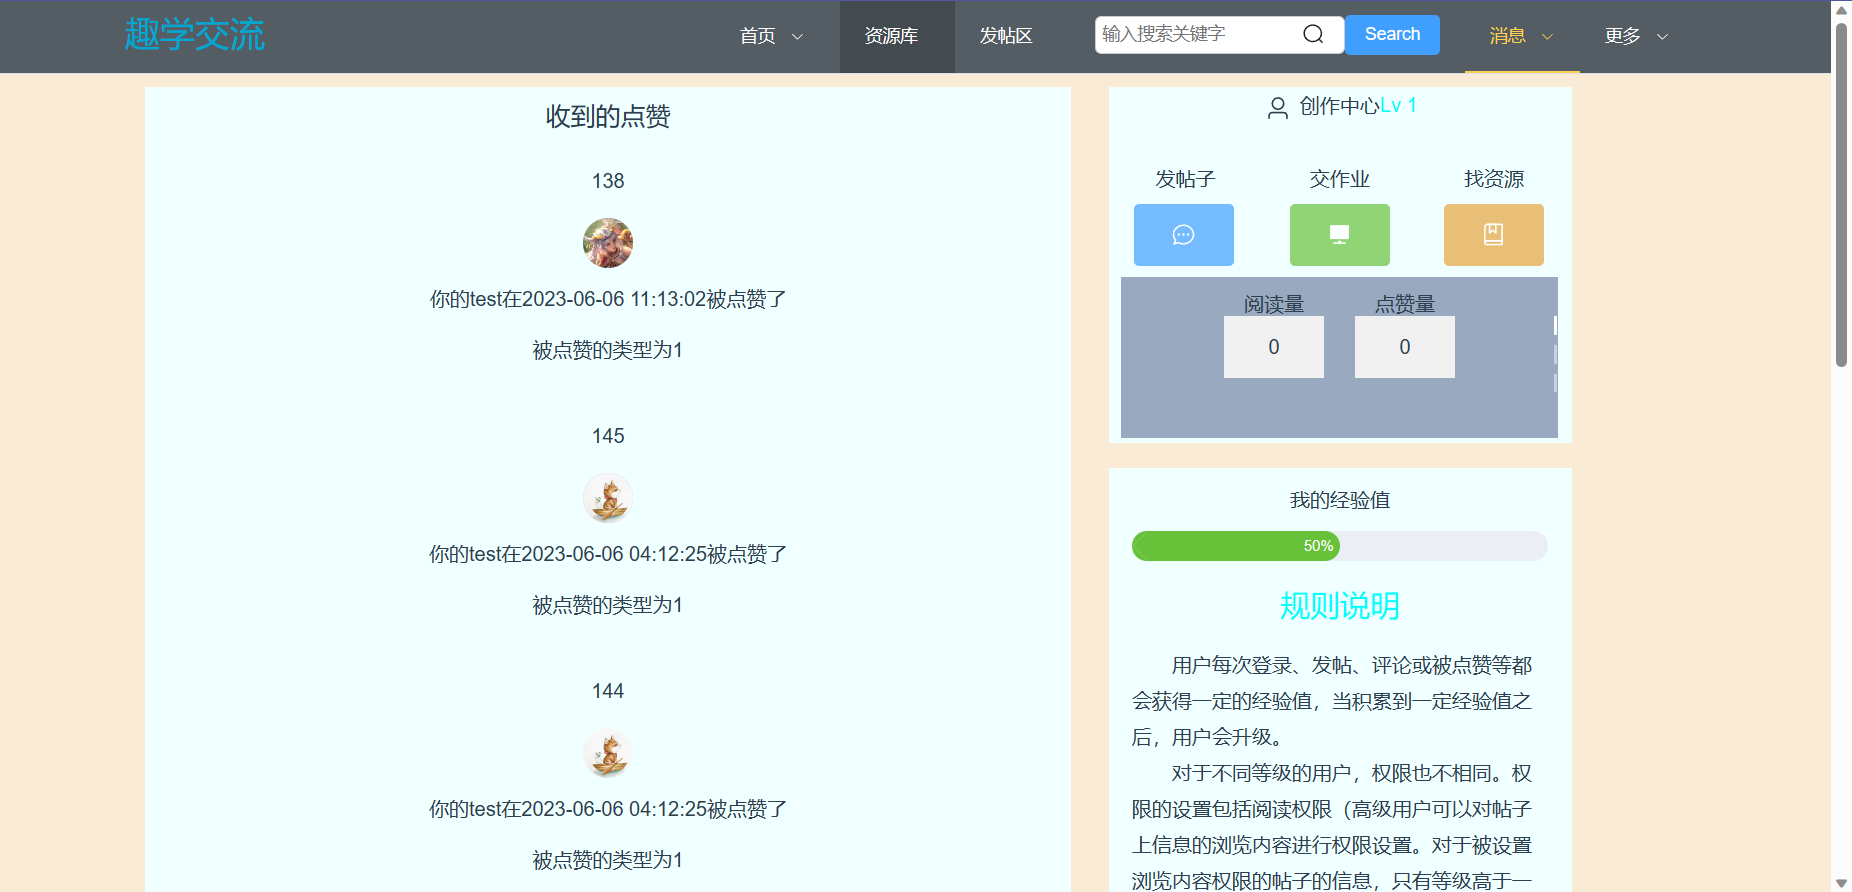 趣学交流
首页
资源库
发帖区
输入搜索关键字
Search
消息
更多
收到的点赞
138
你的test在2023-06-06 11:13:02被点赞了
被点赞的类型为1
145
你的test在2023-06-06 04:12:25被点赞了
被点赞的类型为1
144
你的test在2023-06-06 04:12:25被点赞了
被点赞的类型为1
创作中心Lv 1
发帖子
交作业
找资源
阅读量
点赞量
0
0
我的经验值
50%
规则说明
用户每次登录、发帖、评论或被点赞等都
会获得一定的经验值，当积累到一定经验值之
后，用户会升级。
对于不同等级的用户，权限也不相同。权
限的设置包括阅读权限（高级用户可以对帖子
上信息的浏览内容进行权限设置。对于被设置
浏览内容权限的帖子的信息，只有等级高于一